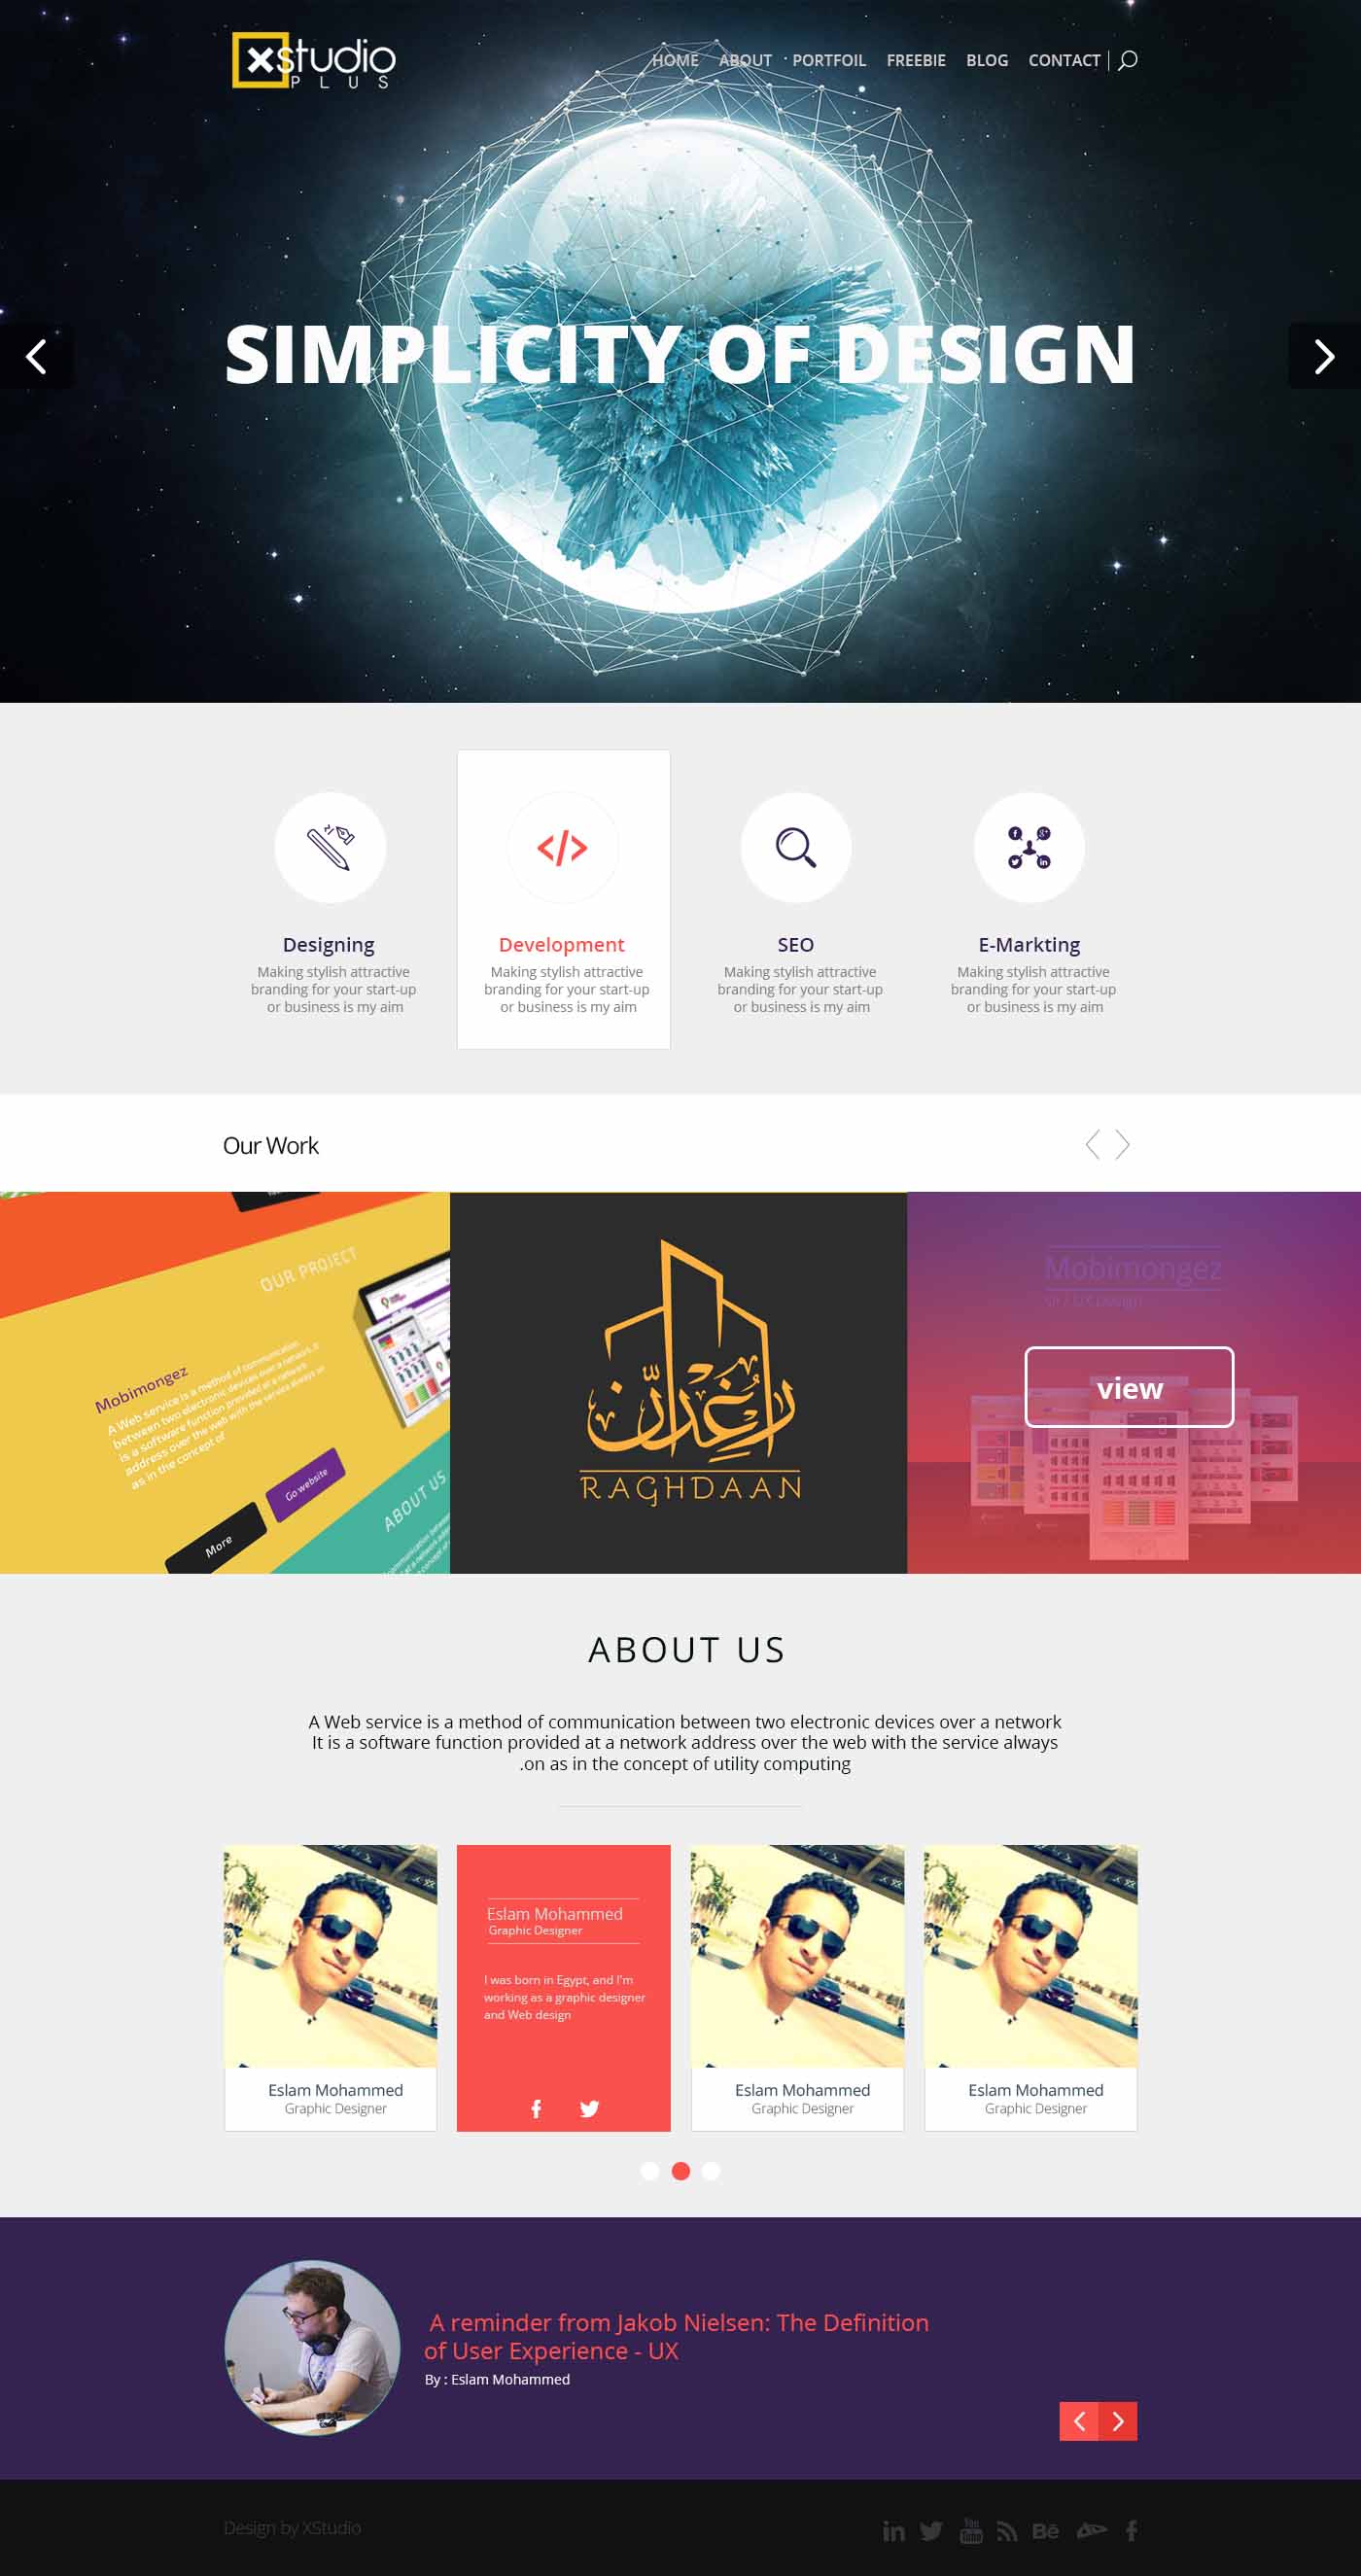 xstudio
PLUS
HOME ABOUT PORTFOIL FREEBIE BLOG CONTACT
SIMPLICITY OF DESIGN
Designing
Making stylish attractive
branding for your start-up
or business is my aim
Development
Making stylish attractive
branding for your start-up
or business is my aim
SEO
Making stylish attractive
branding for your start-up
or business is my aim
E-Markting
Making stylish attractive
branding for your start-up
or business is my aim
Our Work
OUR PROJECT
Mobimongez
A Web service is a method of communication
between two electronic devices over a network, It
is a software function provided at a network
address over the web with the service always on
as in the concept of
More
Go website
ABOUT US
راغدان
RAGHDAAN
Mobimongez
view
ABOUT US
A Web service is a method of communication between two electronic devices over a network
It is a software function provided at a network address over the web with the service always
.on as in the concept of utility computing
Eslam Mohammed
Graphic Designer
Eslam Mohammed
Graphic Designer
I was born in Egypt, and I'm
working as a graphic designer
and Web design
Eslam Mohammed
Graphic Designer
Eslam Mohammed
Graphic Designer
A reminder from Jakob Nielsen: The Definition
of User Experience - UX
By : Eslam Mohammed
Design by XStudio